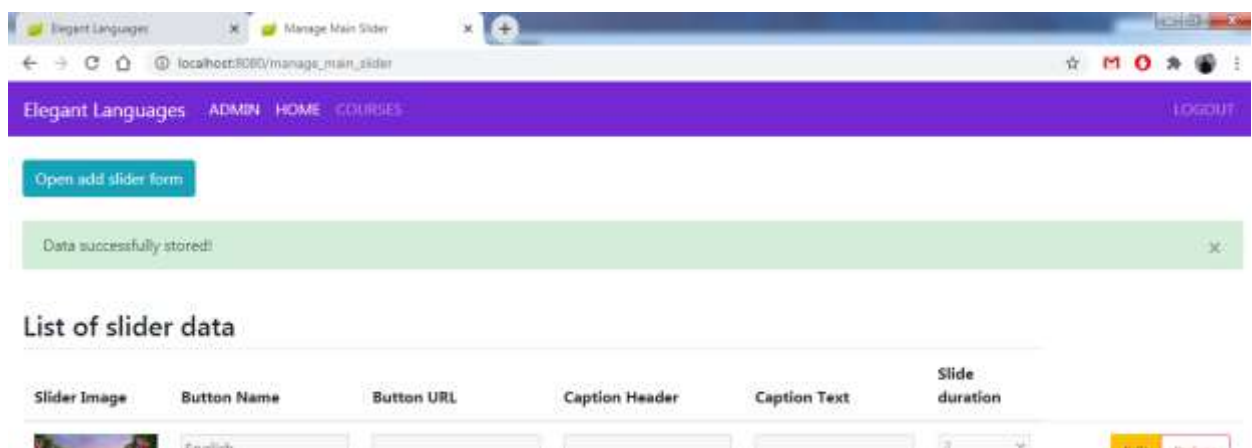 Elegant Languages Manage Main Slider
localhost:8080/manage_main_slider
Elegant Languages ADMIN HOME COURSES LOGOUT
Open add slider form
Data successfully stored!
List of slider data
Slider Image Button Name Button URL Caption Header Caption Text Slide duration
English